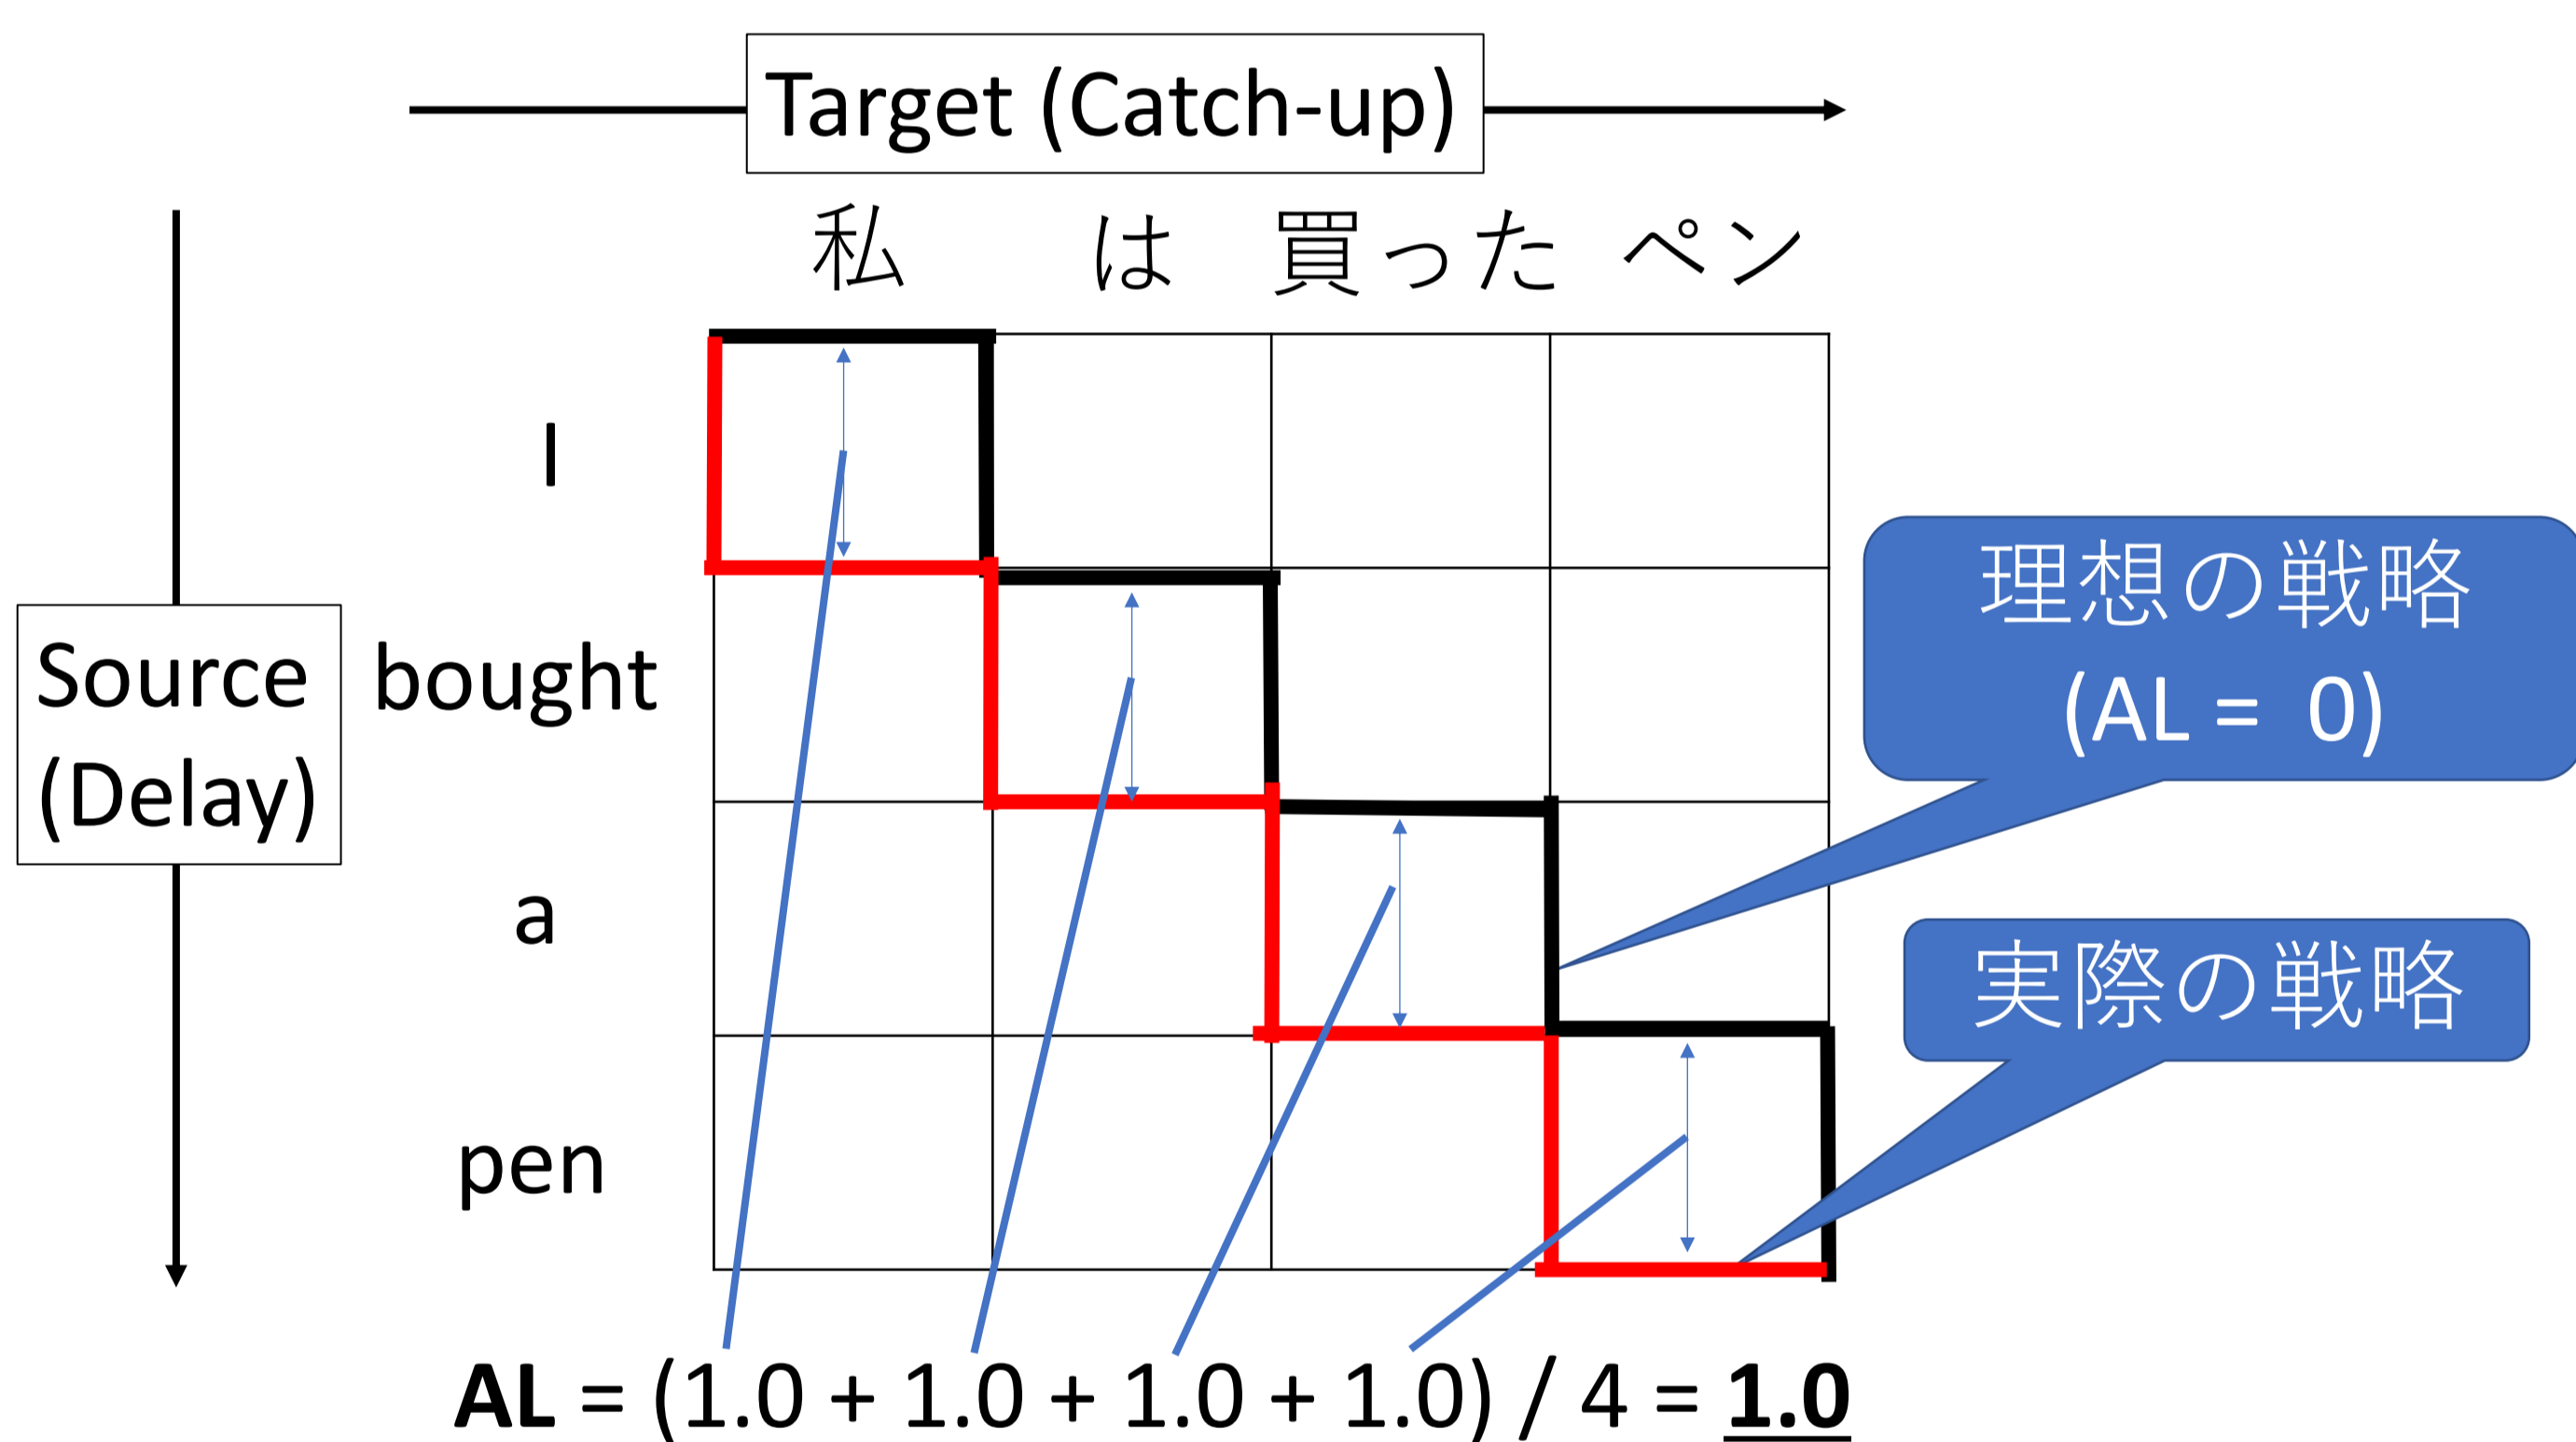 Target (Catch-up)
私 は 買った ペン
I
bought
a
pen
Source
(Delay)
理想の戦略
(AL = 0)
実際の戦略
AL = (1.0 + 1.0 + 1.0 + 1.0) / 4 = 1.0